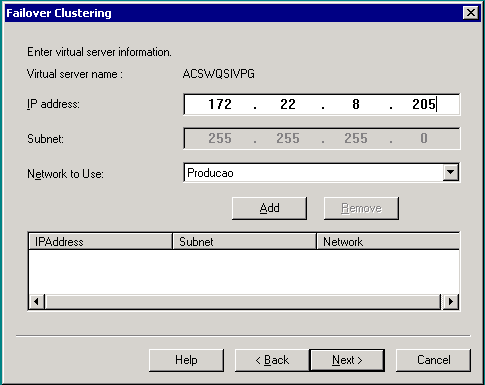 Failover Clustering
Enter virtual server information.
Virtual server name : ACSWQSIVPG
IP address: 172 . 22 . 8 . 205
Subnet: 255 . 255 . 255 . 0
Network to Use: Producao
Add Remove
IPAddress Subnet Network
Help < Back Next > Cancel